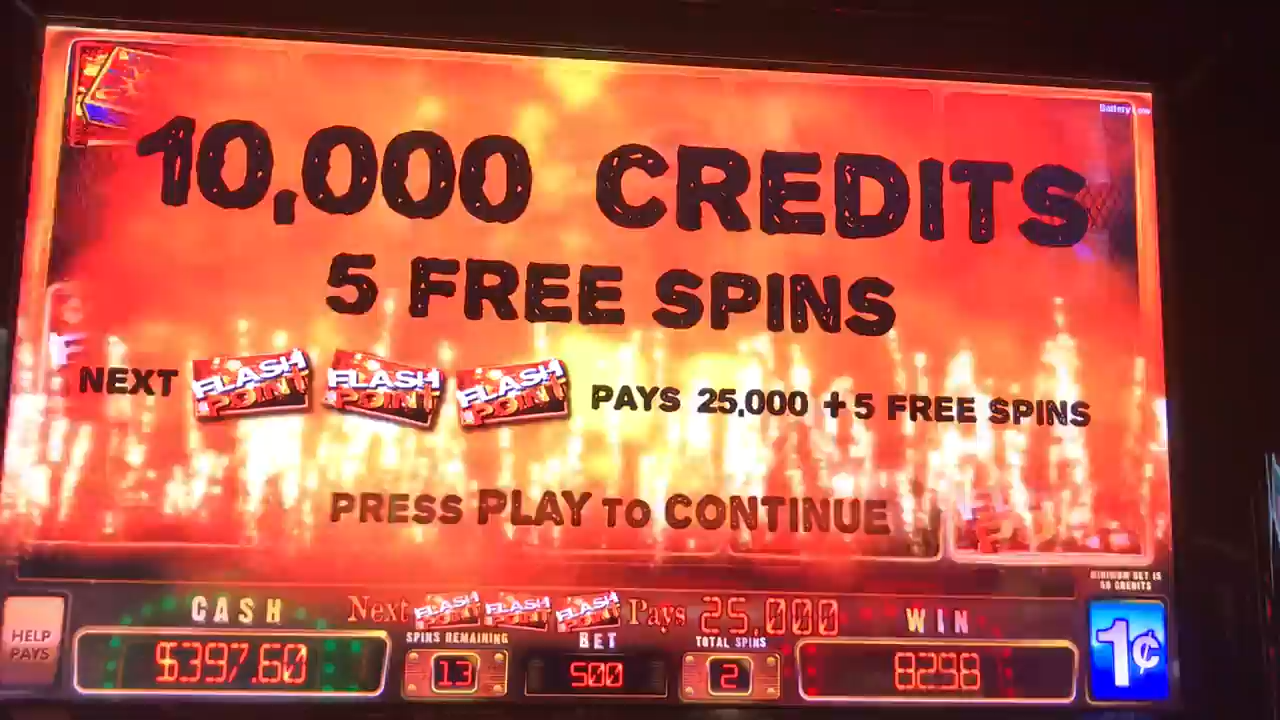 Battery Low
10,000 CREDITS
5 FREE SPINS
NEXT FLASH POINT FLASH POINT FLASH POINT PAYS 25,000 + 5 FREE SPINS
PRESS PLAY TO CONTINUE
MINIMUM BET IS
50 CREDITS
CASH Next FLASH POINT FLASH POINT FLASH POINT Pays 25,000 WIN
HELP
PAYS
SPINS REMAINING BET TOTAL SPINS
$397.60 13 500 2 8298 1¢